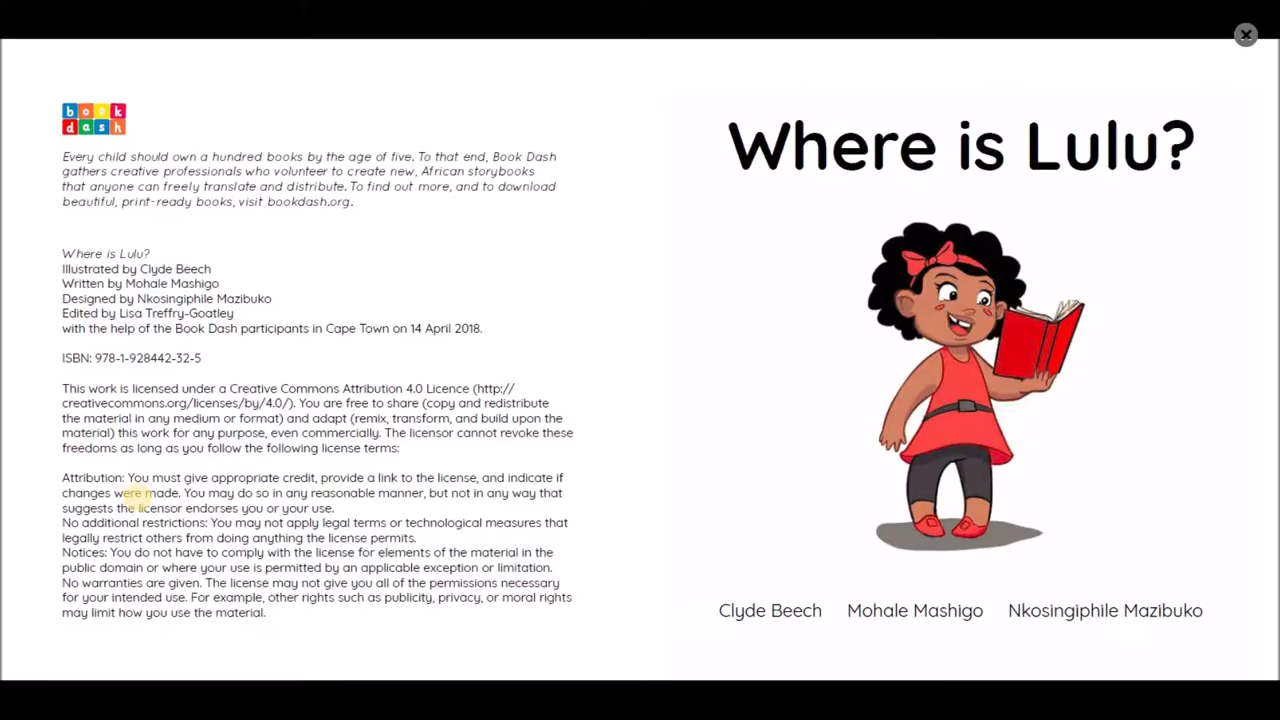 book
dash
Every child should own a hundred books by the age of five. To that end, Book Dash
gathers creative professionals who volunteer to create new, African storybooks
that anyone can freely translate and distribute. To find out more, and to download
beautiful, print-ready books, visit bookdash.org.
Where is Lulu?
Illustrated by Clyde Beech
Written by Mohale Mashigo
Designed by Nkosingiphile Mazibuko
Edited by Lisa Treffry-Goatley
with the help of the Book Dash participants in Cape Town on 14 April 2018.
ISBN: 978-1-928442-32-5
This work is licensed under a Creative Commons Attribution 4.0 Licence (http://
creativecommons.org/licenses/by/4.0/). You are free to share (copy and redistribute
the material in any medium or format) and adapt (remix, transform, and build upon the
material) this work for any purpose, even commercially. The licensor cannot revoke these
freedoms as long as you follow the following license terms:
Attribution: You must give appropriate credit, provide a link to the license, and indicate if
changes were made. You may do so in any reasonable manner, but not in any way that
suggests the licensor endorses you or your use.
No additional restrictions: You may not apply legal terms or technological measures that
legally restrict others from doing anything the license permits.
Notices: You do not have to comply with the license for elements of the material in the
public domain or where your use is permitted by an applicable exception or limitation.
No warranties are given. The license may not give you all of the permissions necessary
for your intended use. For example, other rights such as publicity, privacy, or moral rights
may limit how you use the material.
Where is Lulu?
Clyde Beech Mohale Mashigo Nkosingiphile Mazibuko